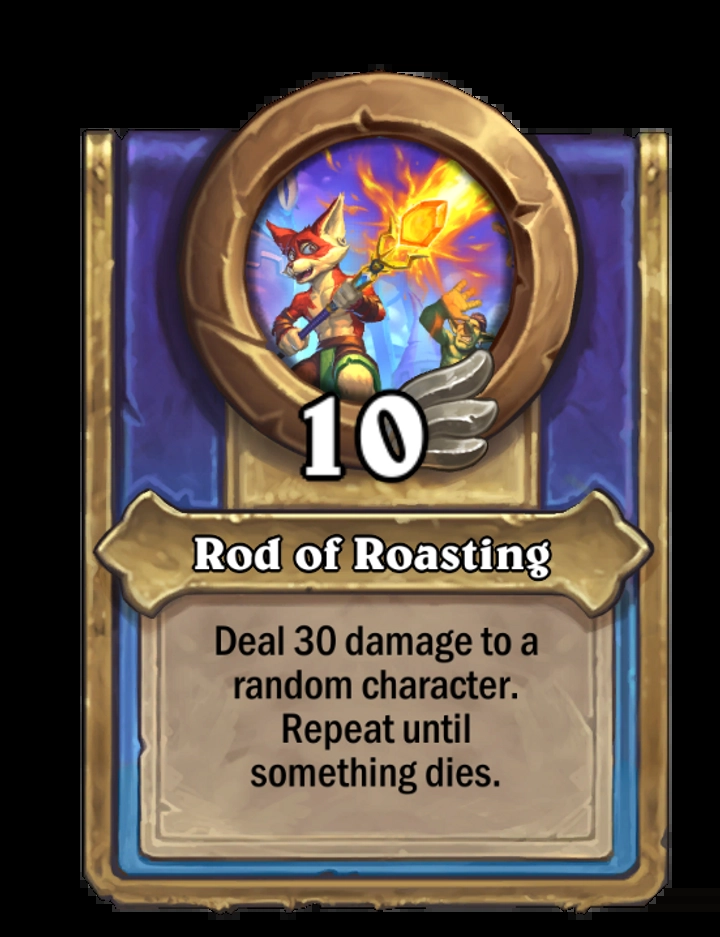 10
Rod of Roasting
Deal 30 damage to a
random character.
Repeat until
something dies.